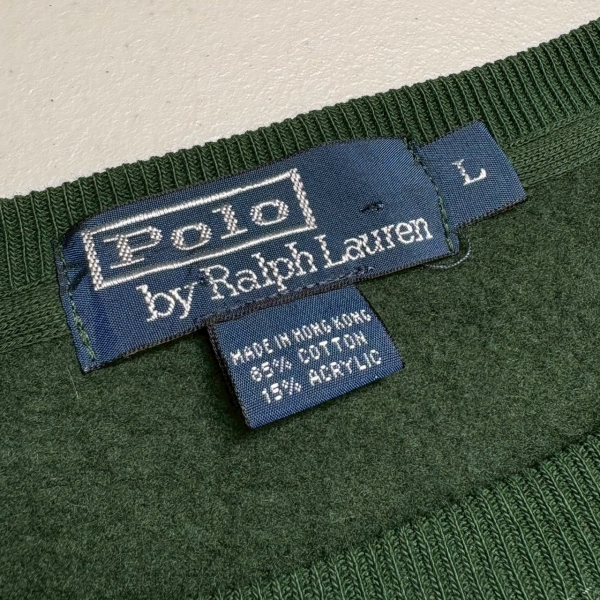 Polo
by Ralph Lauren
L
MADE IN HONG KONG
85% COTTON
15% ACRYLIC